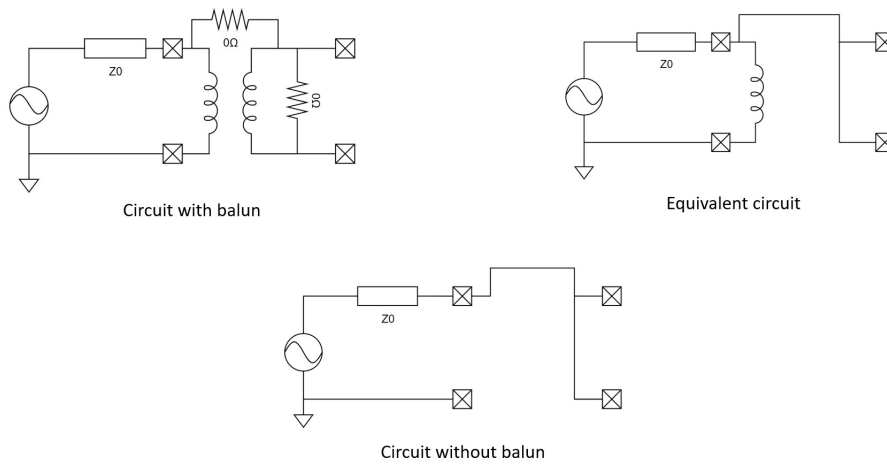 0Ω
Z0
0Ω
Circuit with balun
Z0
Equivalent circuit
Z0
Circuit without balun